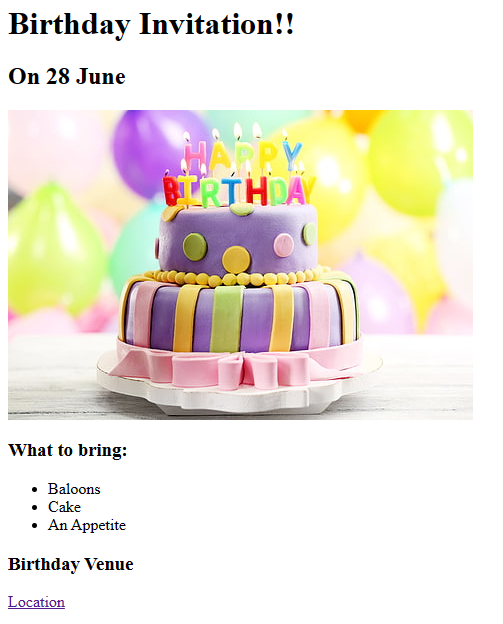 Birthday Invitation!!
On 28 June
HAPPY
BIRTHDAY
What to bring:
Baloons
Cake
An Appetite
Birthday Venue
Location